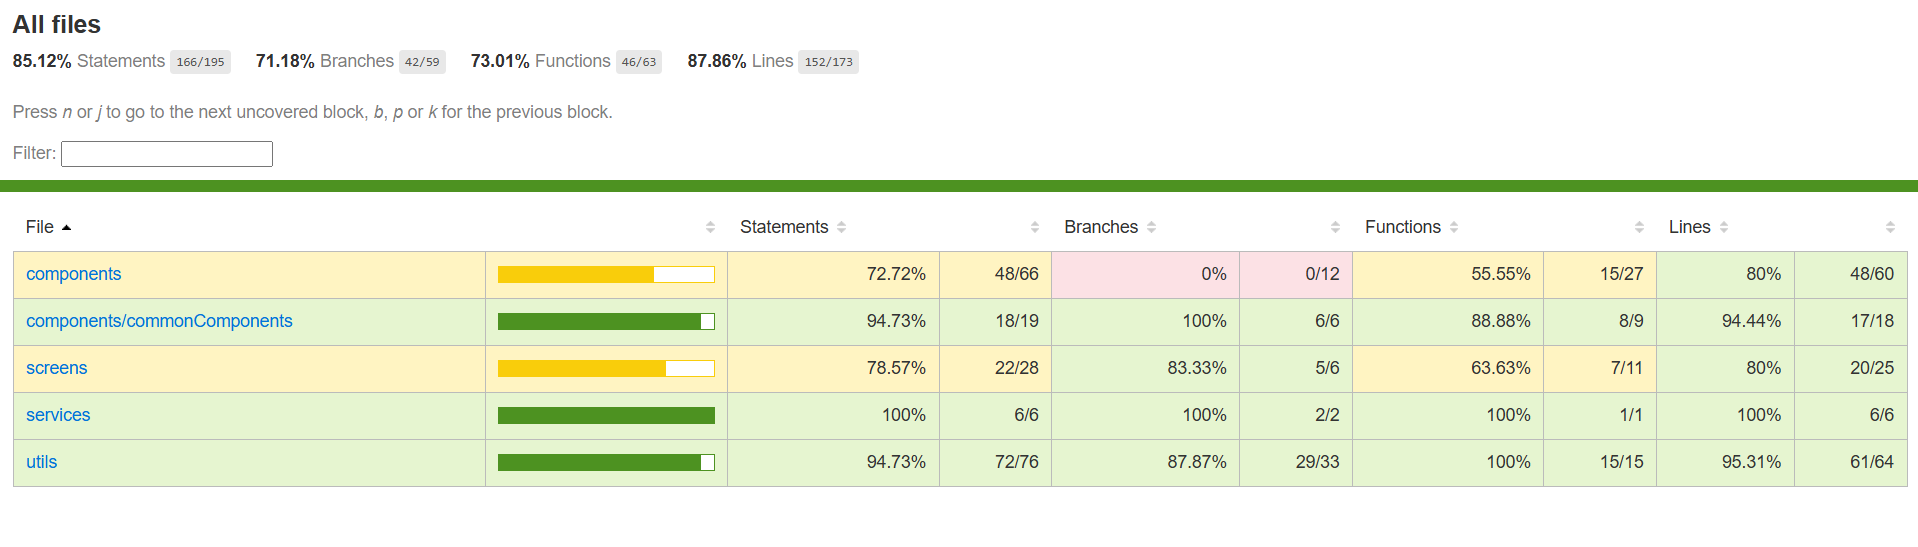 All files
85.12% Statements 166/195 71.18% Branches 42/59 73.01% Functions 46/63 87.86% Lines 152/173
Press n or j to go to the next uncovered block, b, p or k for the previous block.
Filter:
File Statements Branches Functions Lines
components 72.72% 48/66 0% 0/12 55.55% 15/27 80% 48/60
components/commonComponents 94.73% 18/19 100% 6/6 88.88% 8/9 94.44% 17/18
screens 78.57% 22/28 83.33% 5/6 63.63% 7/11 80% 20/25
services 100% 6/6 100% 2/2 100% 1/1 100% 6/6
utils 94.73% 72/76 87.87% 29/33 100% 15/15 95.31% 61/64